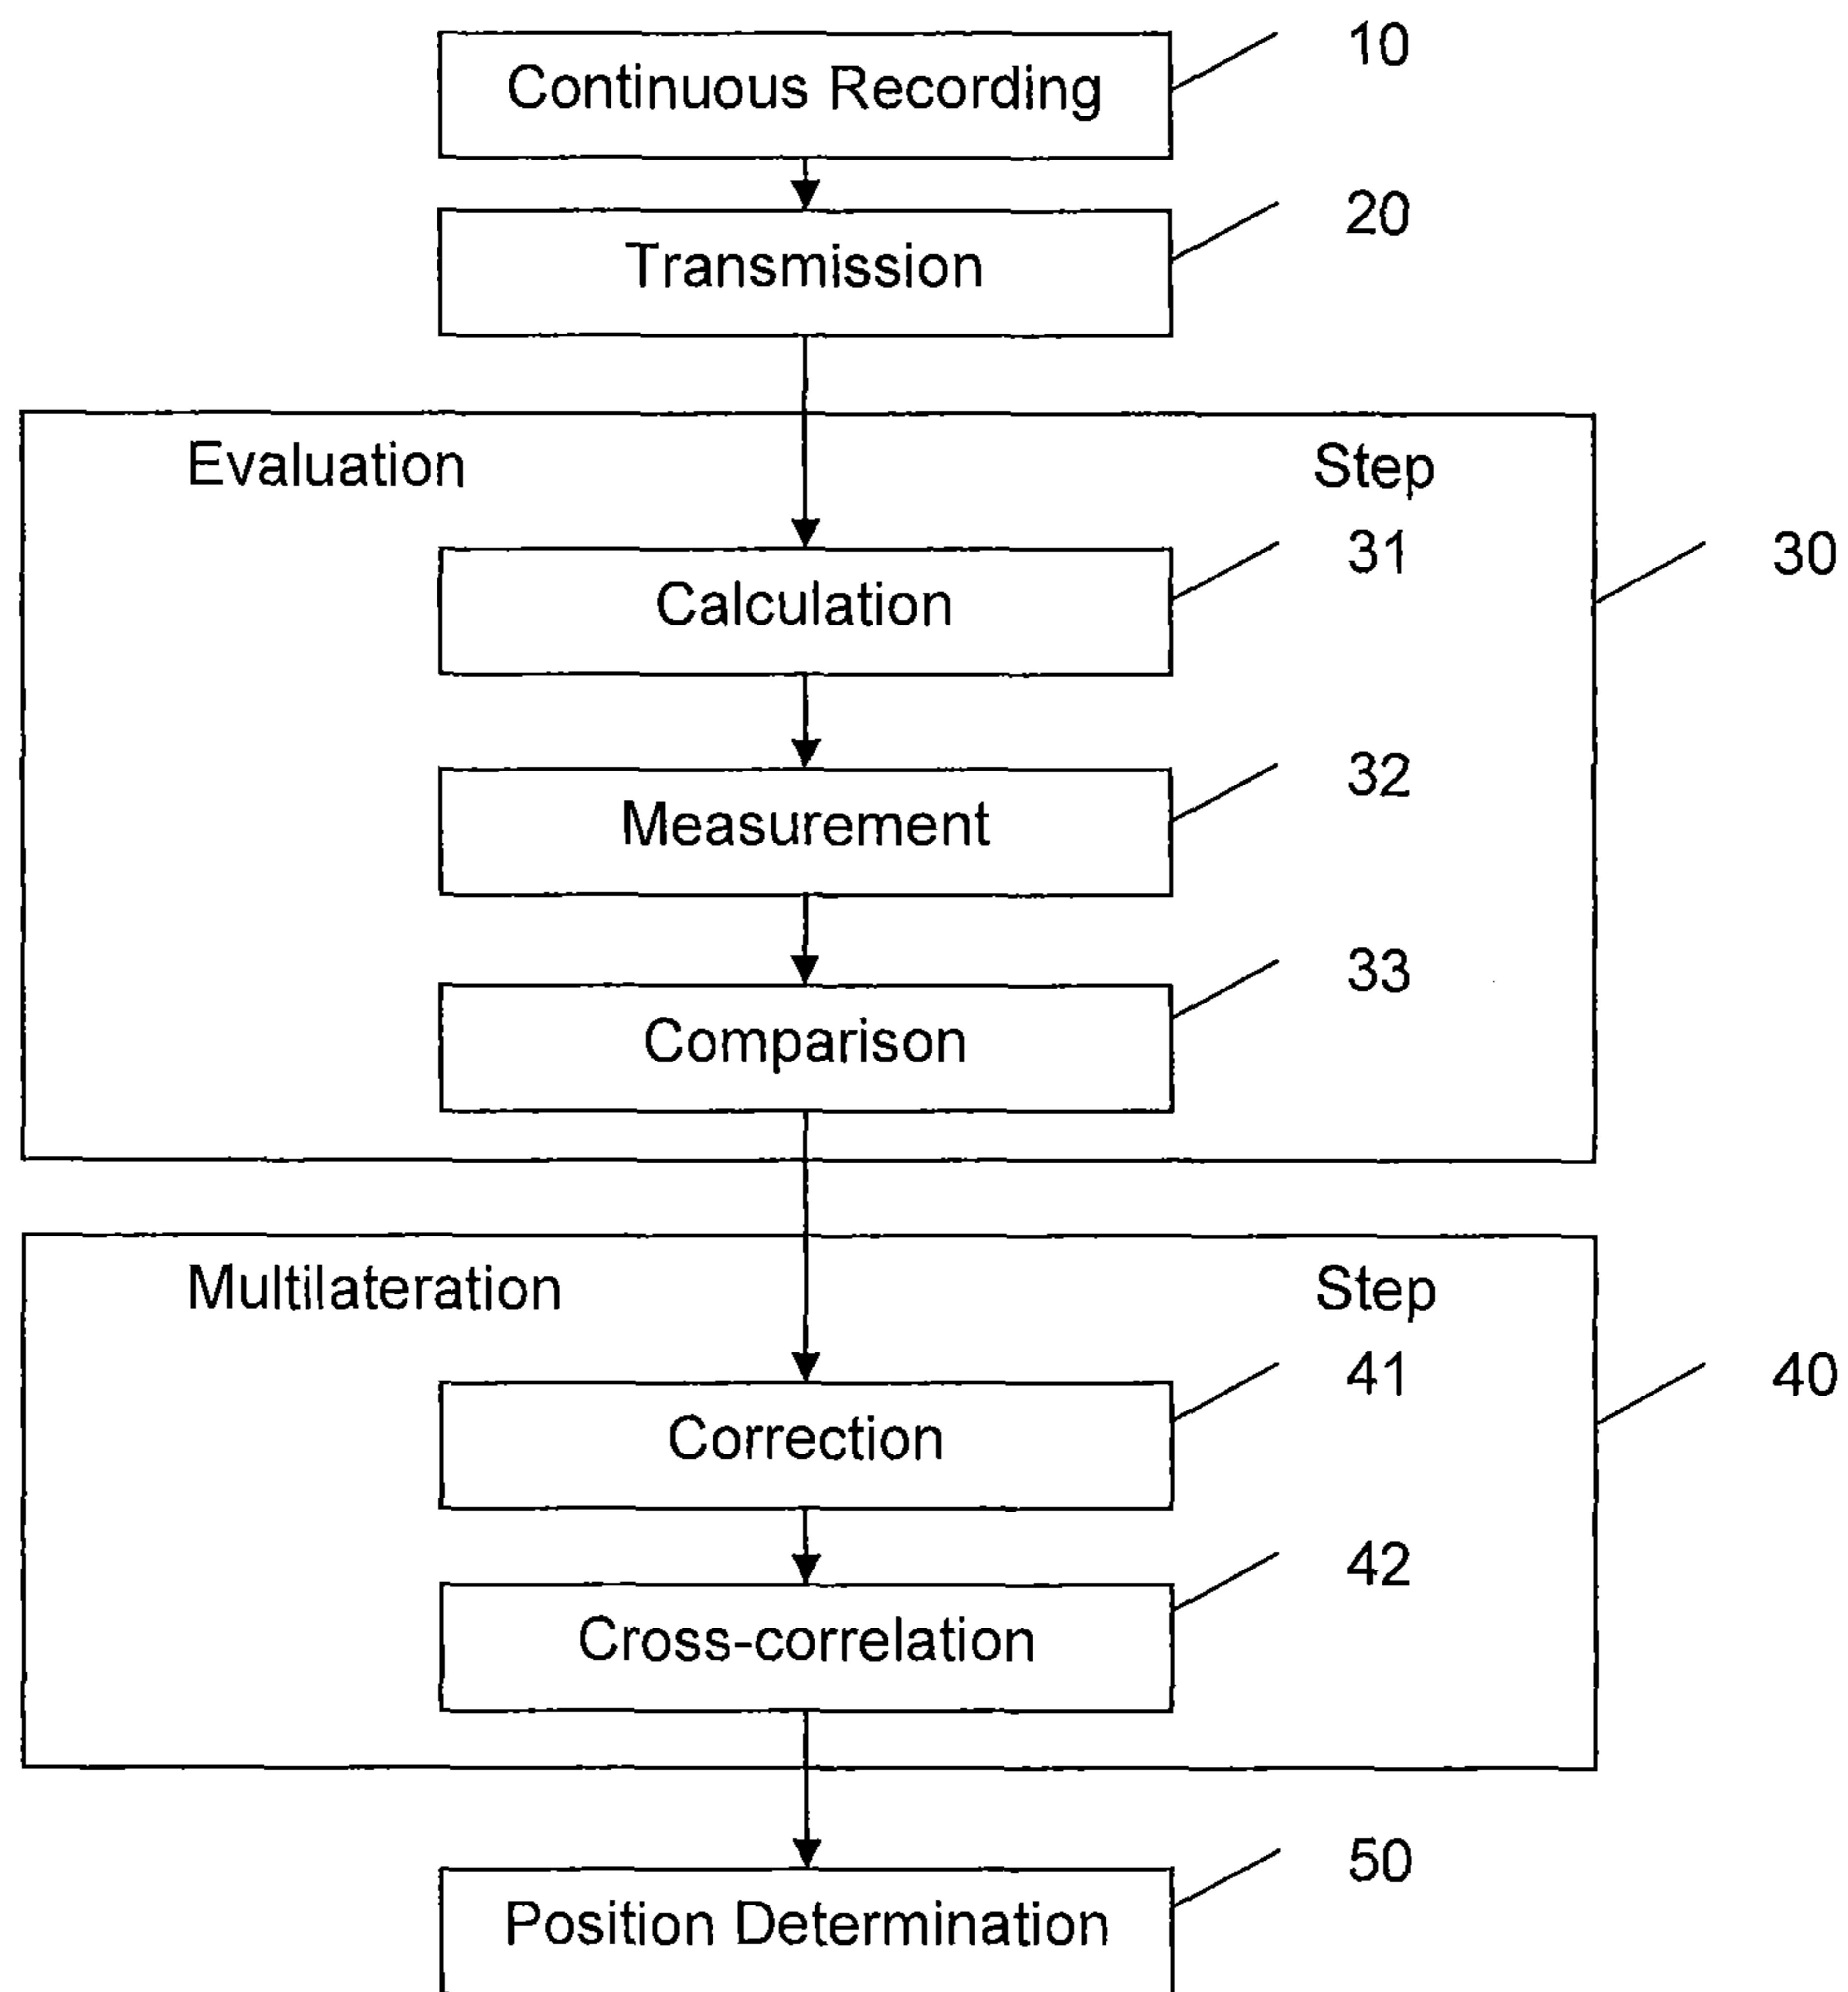 Continuous Recording
10
Transmission
20
Evaluation
Step
Calculation
31
30
Measurement
32
Comparison
33
Multilateration
Step
Correction
41
40
Cross-correlation
42
Position Determination
50